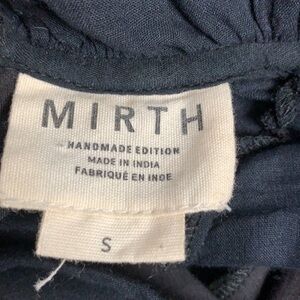 MIRTH
HANDMADE EDITION
MADE IN INDIA
FABRIQUÉ EN INDE
S